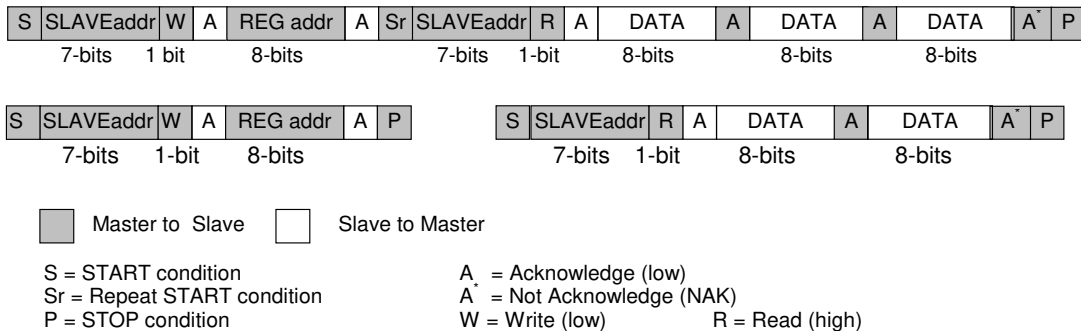 S SLAVEaddr W A REG addr A Sr SLAVEaddr R A DATA A DATA A DATA A* P
7-bits 1 bit 8-bits 7-bits 1-bit 8-bits 8-bits 8-bits
S SLAVEaddr W A REG addr A P S SLAVEaddr R A DATA A DATA A* P
7-bits 1-bit 8-bits 7-bits 1-bit 8-bits 8-bits
Master to Slave Slave to Master
S = START condition A = Acknowledge (low)
Sr = Repeat START condition A* = Not Acknowledge (NAK)
P = STOP condition W = Write (low) R = Read (high)